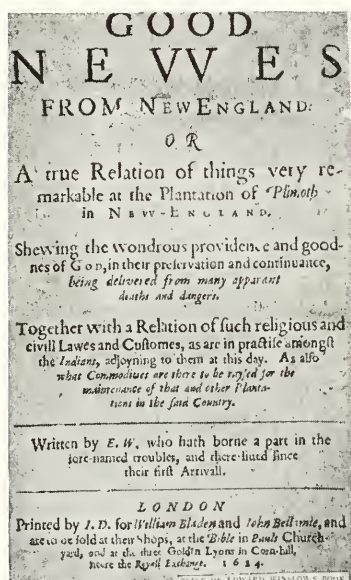 GOOD
NEVVES
FROM NEW ENGLAND:
OR
A true Relation of things very re-
markable at the Plantation of Plimoth
in NEVV-ENGLAND.
Shewing the wondrous providence and good-
nes of GOD, in their preservation and continuance,
being delivered from many apparant
deaths and dangers.
Together with a Relation of such religious and
civill Lawes and Customes, as are in practise amongst
the Indians, adjoyning to them at this day. As also
what Commodities are there to be raysed for the
maintenance of that and other Planta-
tions in the said Country.
Written by E. W. who hath borne a part in the
fore-named troubles, and there liued since
their first Arrivall.
LONDON
Printed by I. D. for William Bladen and Iohn Bellamie, and
are to be sold at their Shops, at the Bible in Pauls Church-
yard, and at the three Golden Lyons in Corn-hill,
neere the Royall Exchange. 1624.